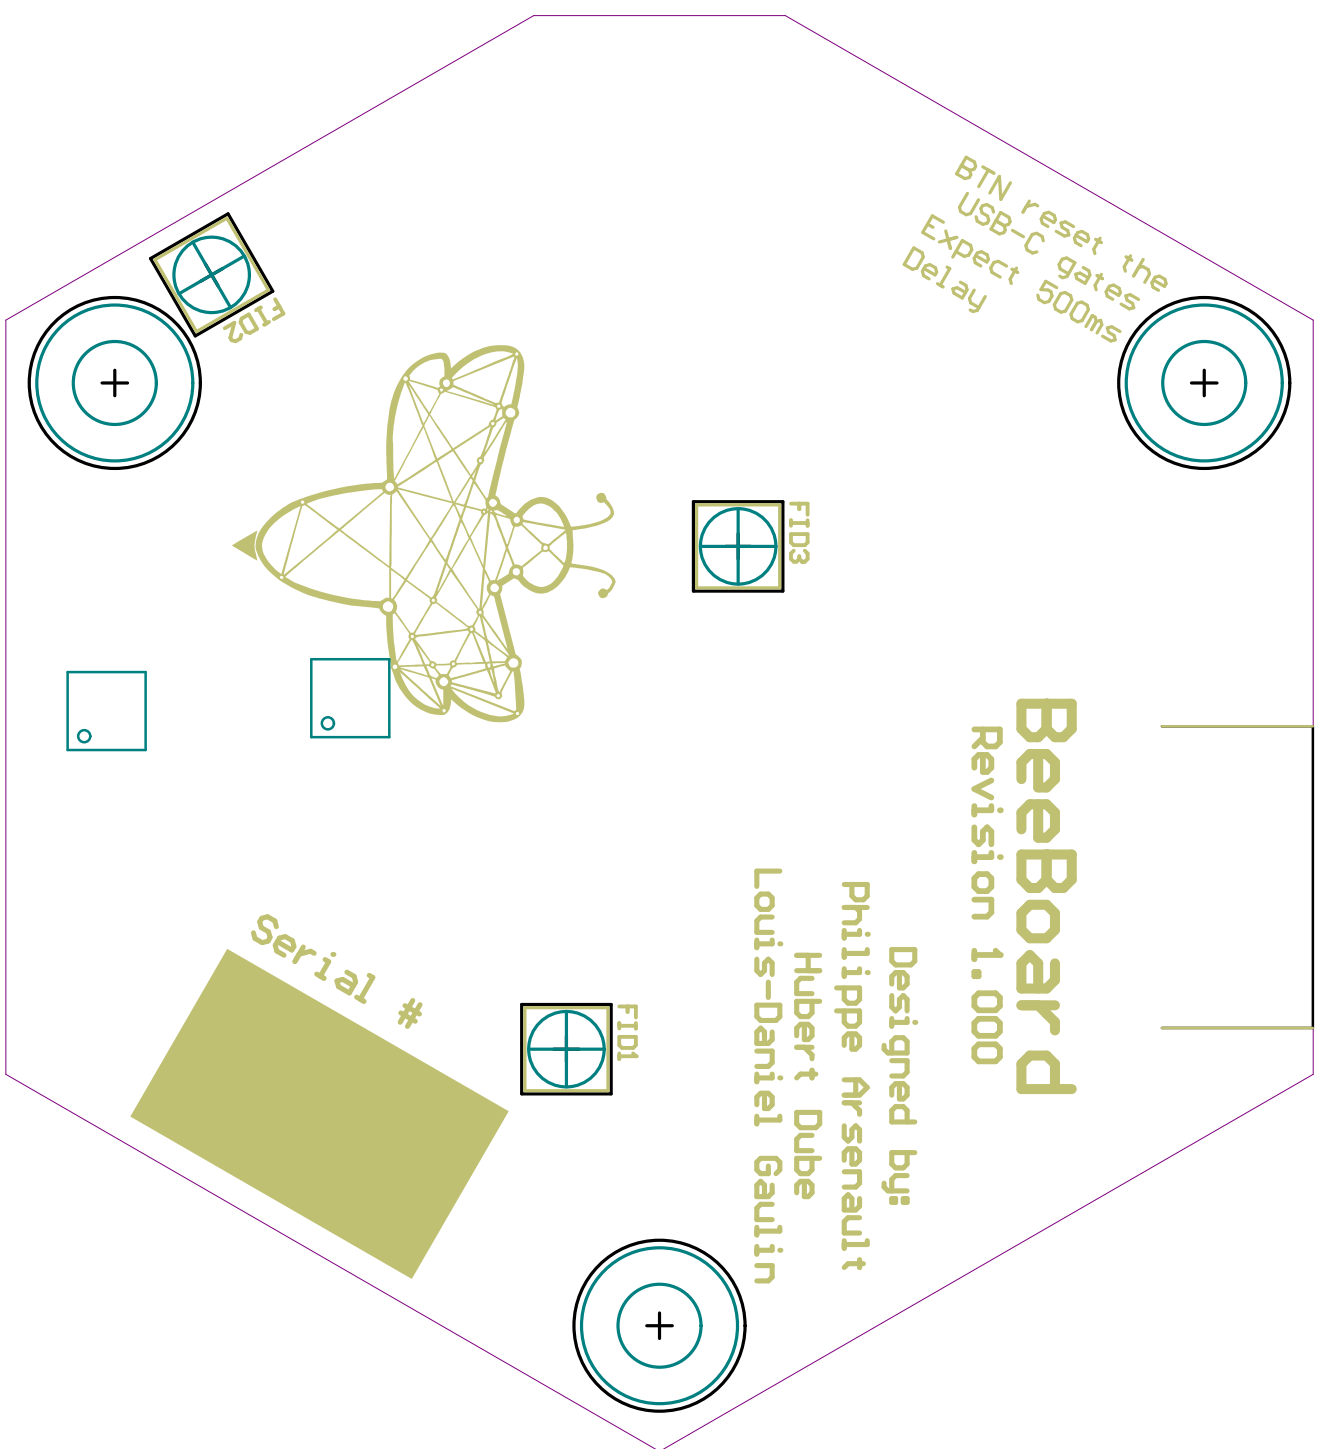 BTN reset the
USB-C gates
Expect 500ms
Delay
FID2
FID3
BeeBoard
Revision 1.000
Designed by:
Philippe Arsenault
Hubert Dube
Louis-Daniel Gaulin
Serial #
FID1